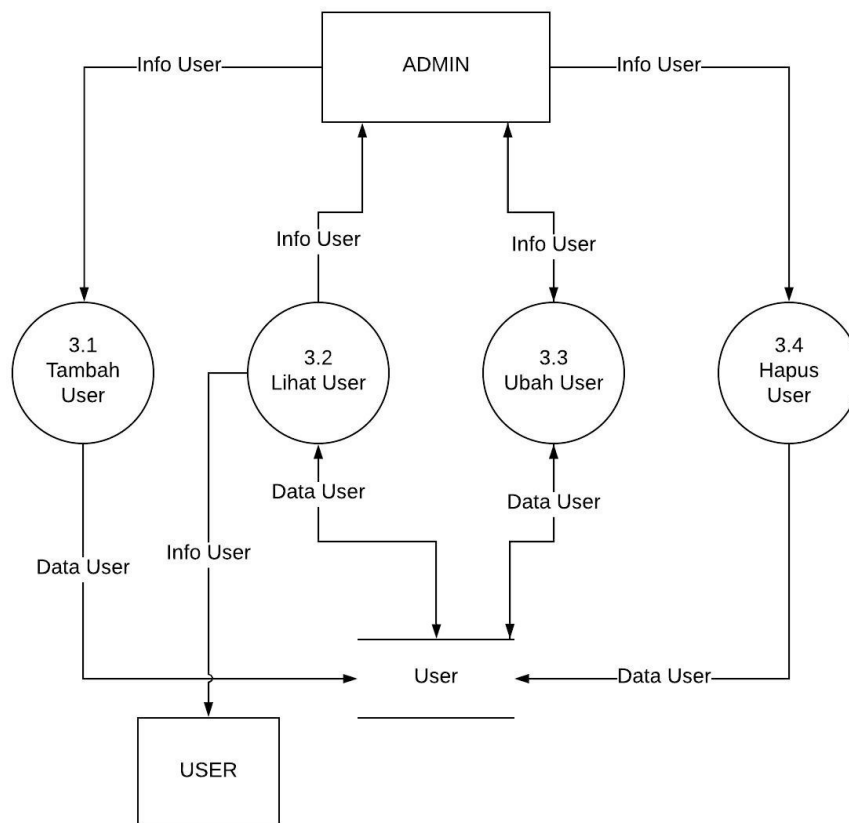 ADMIN
Info User
Info User
Info User
Info User
3.1
Tambah
User
3.2
Lihat User
3.3
Ubah User
3.4
Hapus
User
Data User
Data User
Info User
Data User
User
Data User
USER